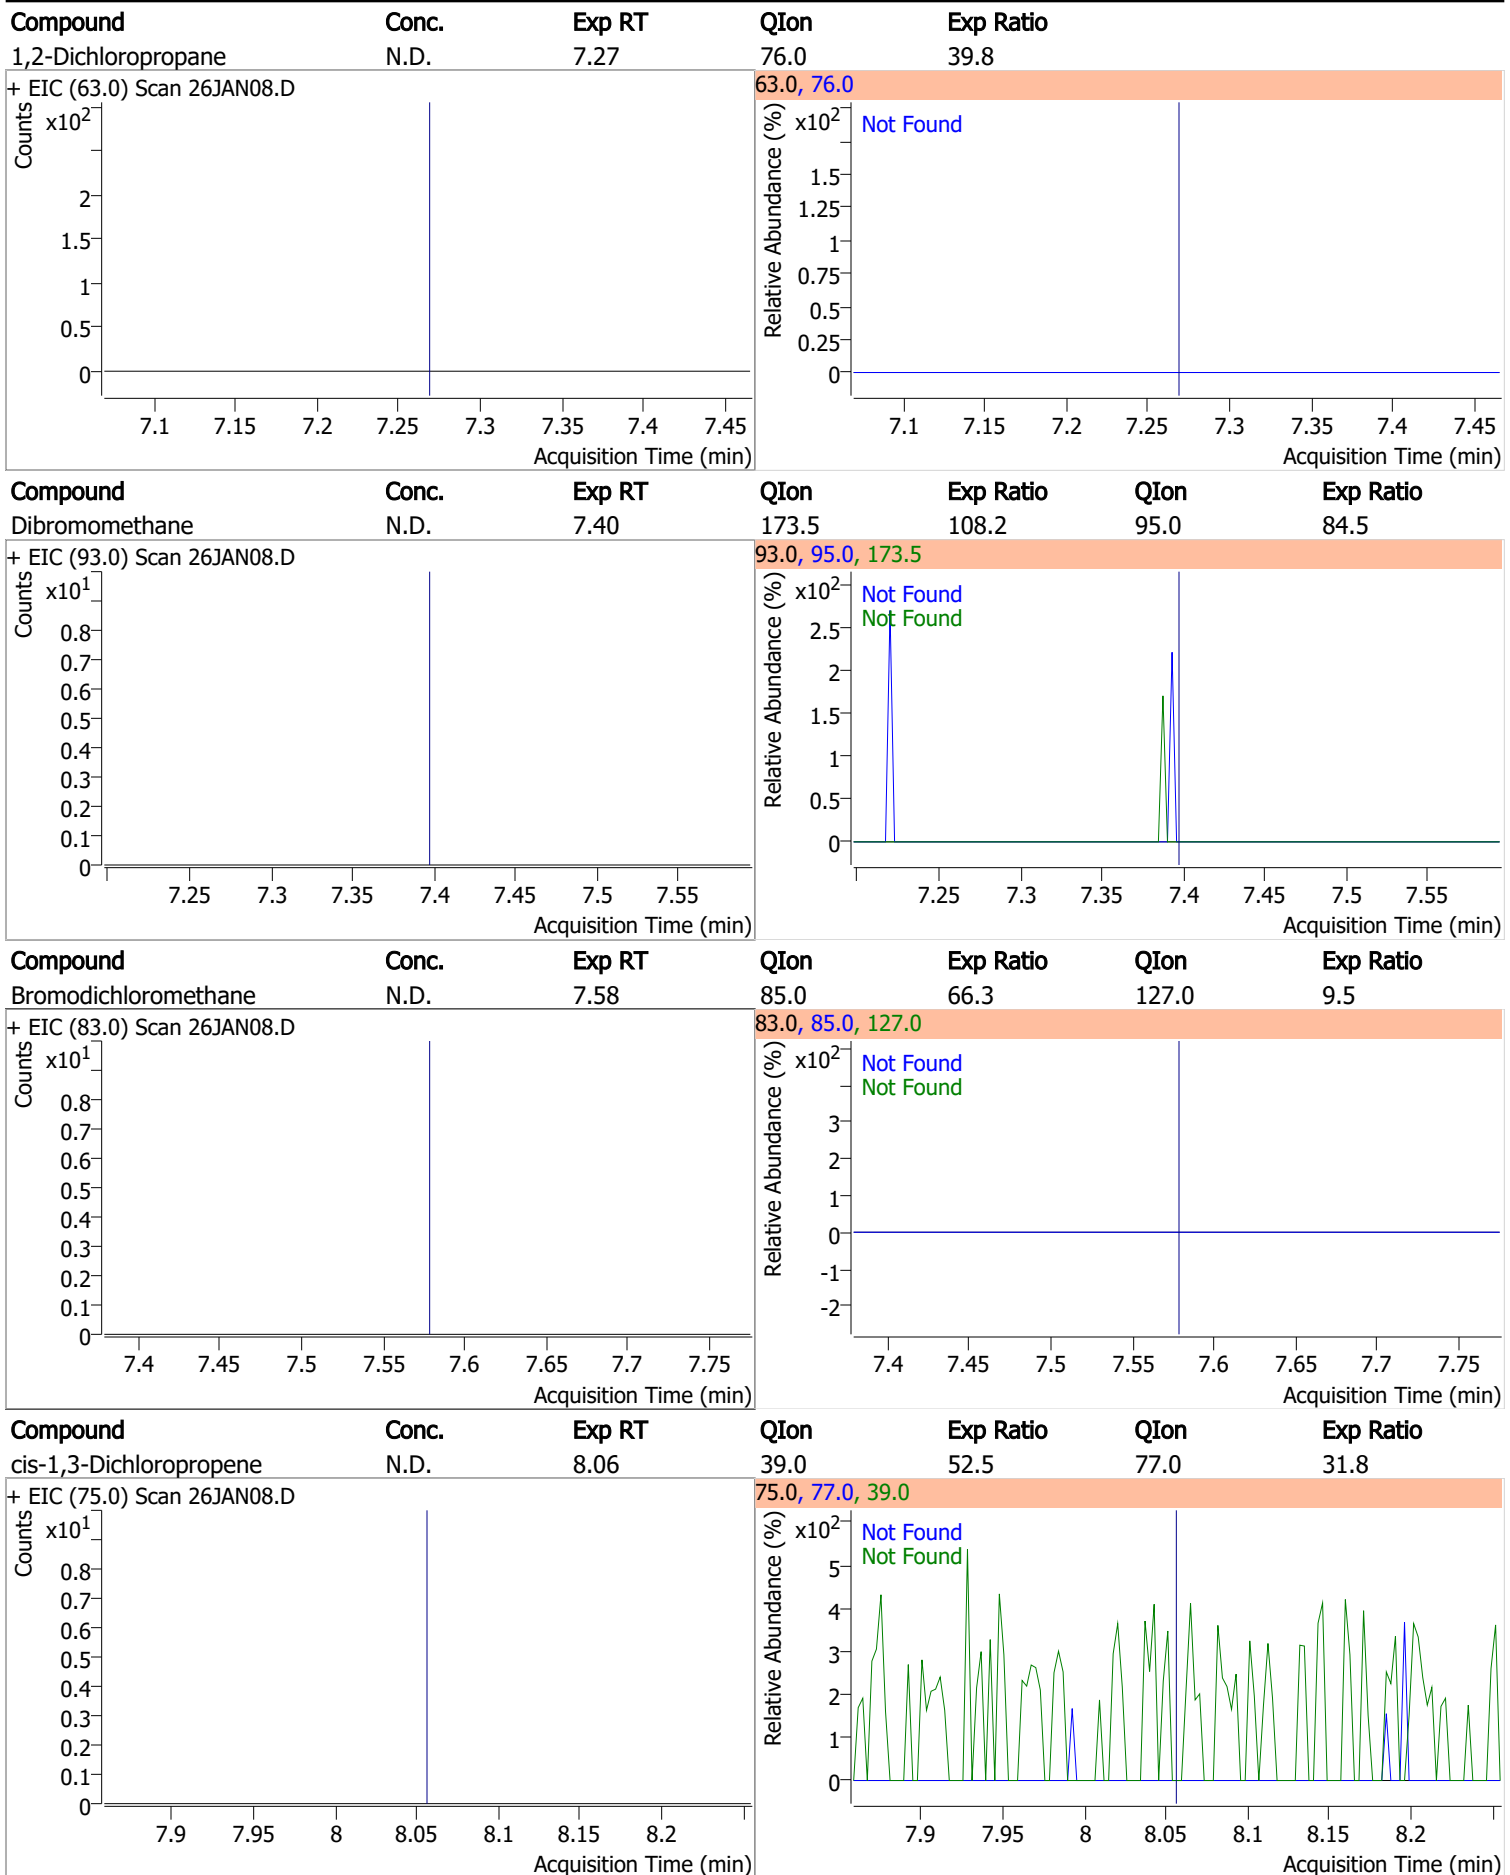 Compound Conc. Exp RT QIon Exp Ratio
1,2-Dichloropropane N.D. 7.27 76.0 39.8
+ EIC (63.0) Scan 26JAN08.D
Counts
x10²
2
1.5
1
0.5
0
7.1 7.15 7.2 7.25 7.3 7.35 7.4 7.45
Acquisition Time (min)
63.0, 76.0
Relative Abundance (%)
x10²
Not Found
1.5
1.25
1
0.75
0.5
0.25
0
7.1 7.15 7.2 7.25 7.3 7.35 7.4 7.45
Acquisition Time (min)
Compound Conc. Exp RT QIon Exp Ratio QIon Exp Ratio
Dibromomethane N.D. 7.40 173.5 108.2 95.0 84.5
+ EIC (93.0) Scan 26JAN08.D
Counts
x10¹
0.8
0.7
0.6
0.5
0.4
0.3
0.2
0.1
0
7.25 7.3 7.35 7.4 7.45 7.5 7.55
Acquisition Time (min)
93.0, 95.0, 173.5
Relative Abundance (%)
x10²
Not Found
Not Found
2.5
2
1.5
1
0.5
0
7.25 7.3 7.35 7.4 7.45 7.5 7.55
Acquisition Time (min)
Compound Conc. Exp RT QIon Exp Ratio QIon Exp Ratio
Bromodichloromethane N.D. 7.58 85.0 66.3 127.0 9.5
+ EIC (83.0) Scan 26JAN08.D
Counts
x10¹
0.8
0.7
0.6
0.5
0.4
0.3
0.2
0.1
0
7.4 7.45 7.5 7.55 7.6 7.65 7.7 7.75
Acquisition Time (min)
83.0, 85.0, 127.0
Relative Abundance (%)
x10²
Not Found
Not Found
3
2
1
0
-1
-2
7.4 7.45 7.5 7.55 7.6 7.65 7.7 7.75
Acquisition Time (min)
Compound Conc. Exp RT QIon Exp Ratio QIon Exp Ratio
cis-1,3-Dichloropropene N.D. 8.06 39.0 52.5 77.0 31.8
+ EIC (75.0) Scan 26JAN08.D
Counts
x10¹
0.8
0.7
0.6
0.5
0.4
0.3
0.2
0.1
0
7.9 7.95 8 8.05 8.1 8.15 8.2
Acquisition Time (min)
75.0, 77.0, 39.0
Relative Abundance (%)
x10²
Not Found
Not Found
5
4
3
2
1
0
7.9 7.95 8 8.05 8.1 8.15 8.2
Acquisition Time (min)